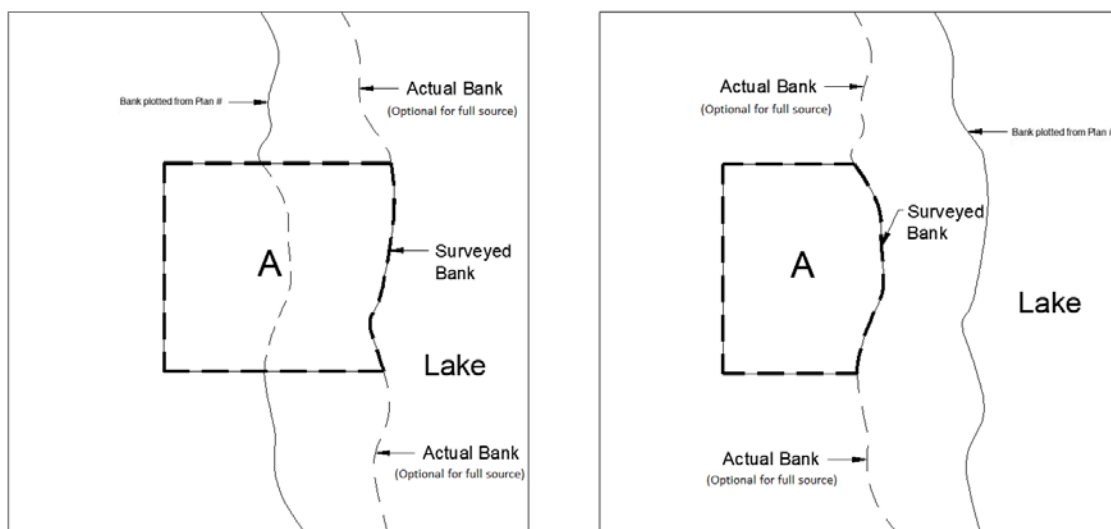 Actual Bank
(Optional for full source)
Bank plotted from Plan #
A
Surveyed
Bank
Lake
Actual Bank
(Optional for full source)
Actual Bank
(Optional for full source)
Bank plotted from Plan #
Surveyed
Bank
A
Lake
Actual Bank
(Optional for full source)